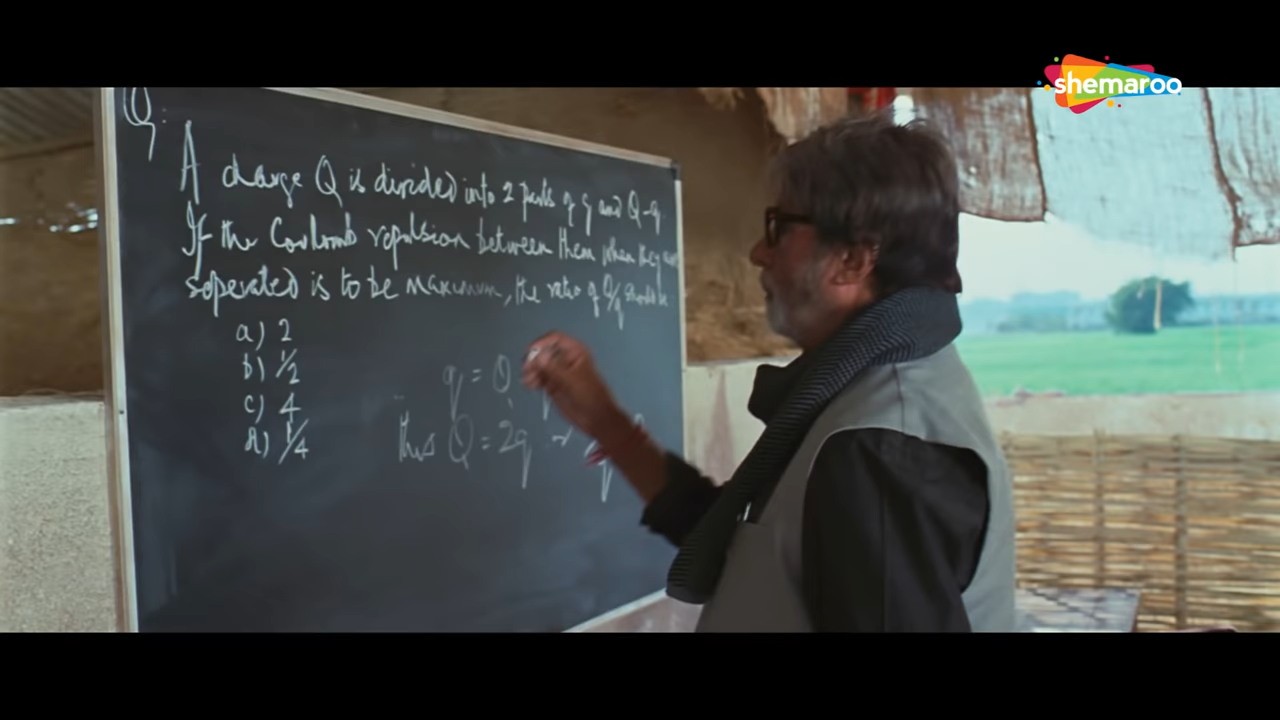 shemaroo
Q:
A charge Q is divided into 2 parts of q and Q-q.
If the Coulomb repulsion between them when they are
seperated is to be maximum, the ratio of Q/q should be
a) 2
b) 1/2
c) 4
d) 1/4
q = Q
thus Q = 2q